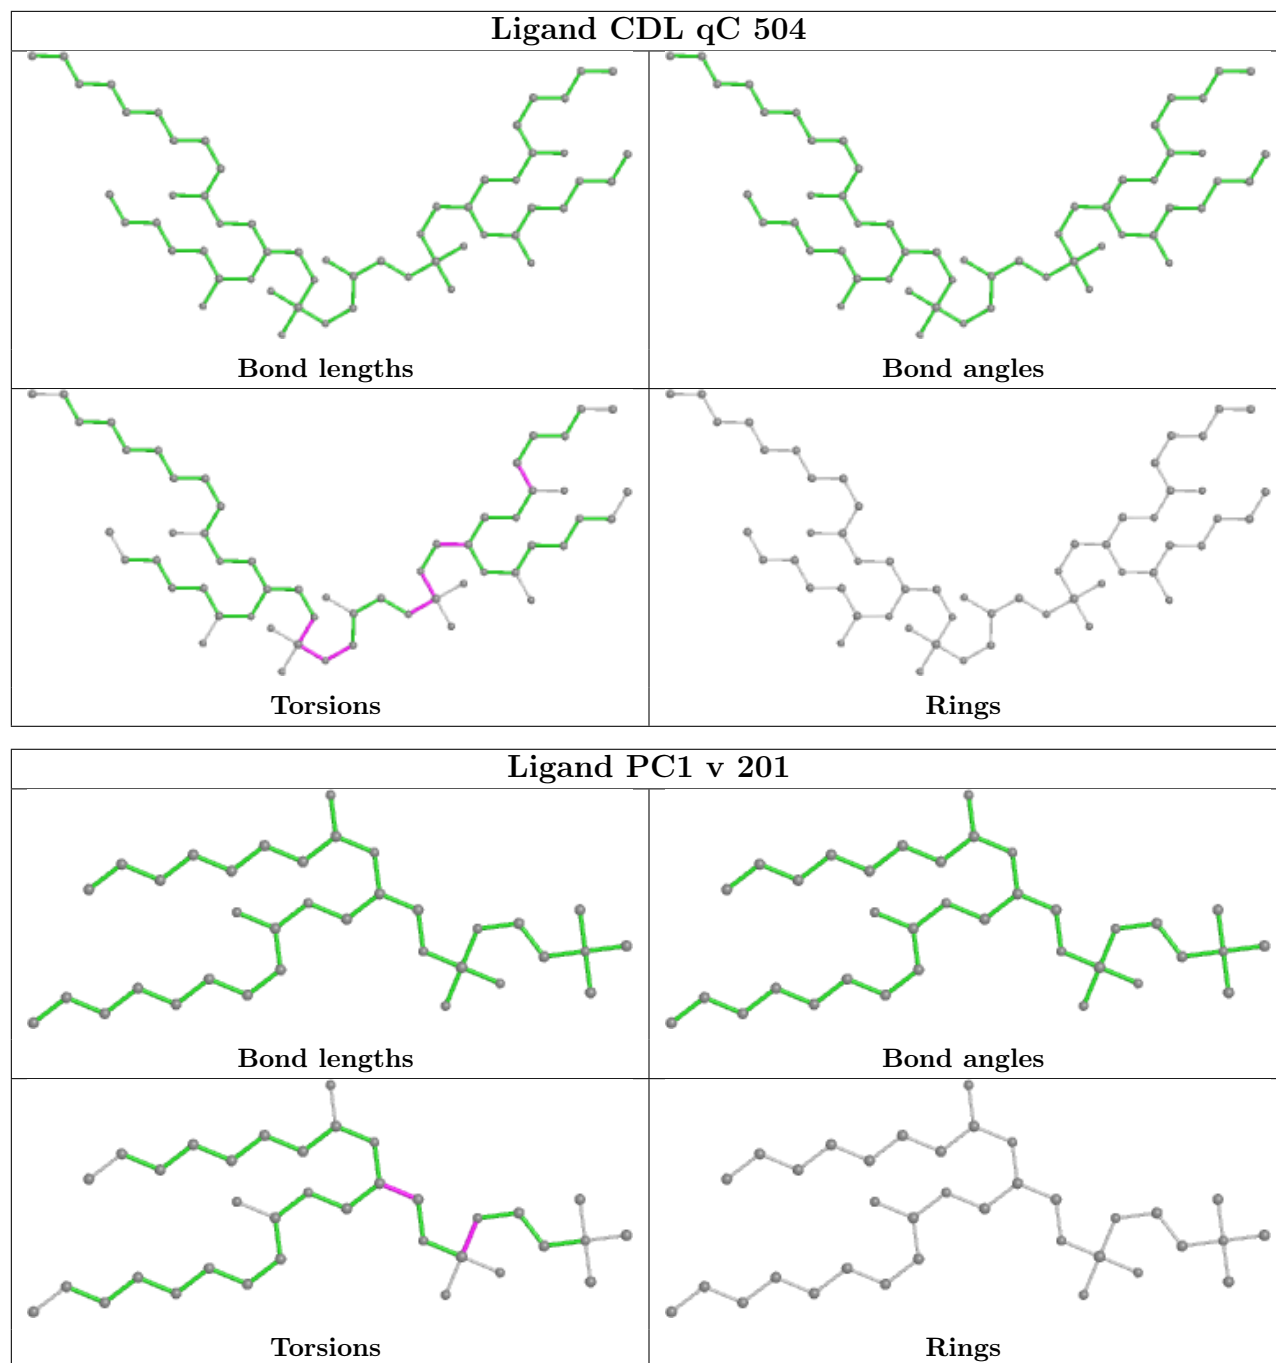 Ligand CDL qC 504
Bond lengths
Bond angles
Torsions
Rings
Ligand PC1 v 201
Bond lengths
Bond angles
Torsions
Rings